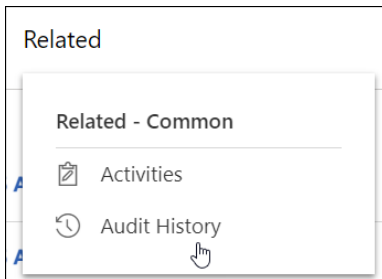 Related
Related - Common
Activities
Audit History
A
A